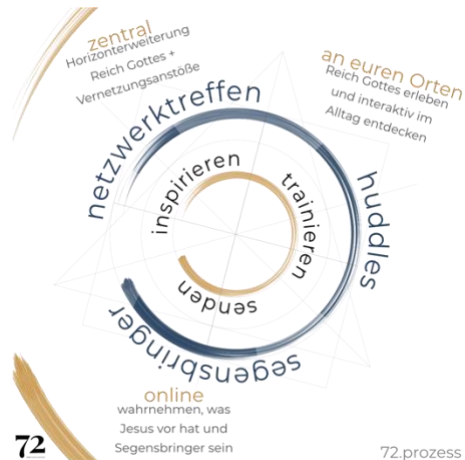 zentral
Horizonterweiterung
Reich Gottes +
Vernetzungsanstöße
an euren Orten
Reich Gottes erleben
und interaktiv im
Alltag entdecken
netzwerktreffen
huddles
segensbringer
inspirieren
trainieren
senden
online
wahrnehmen, was
Jesus vor hat und
Segensbringer sein
72
72.prozess